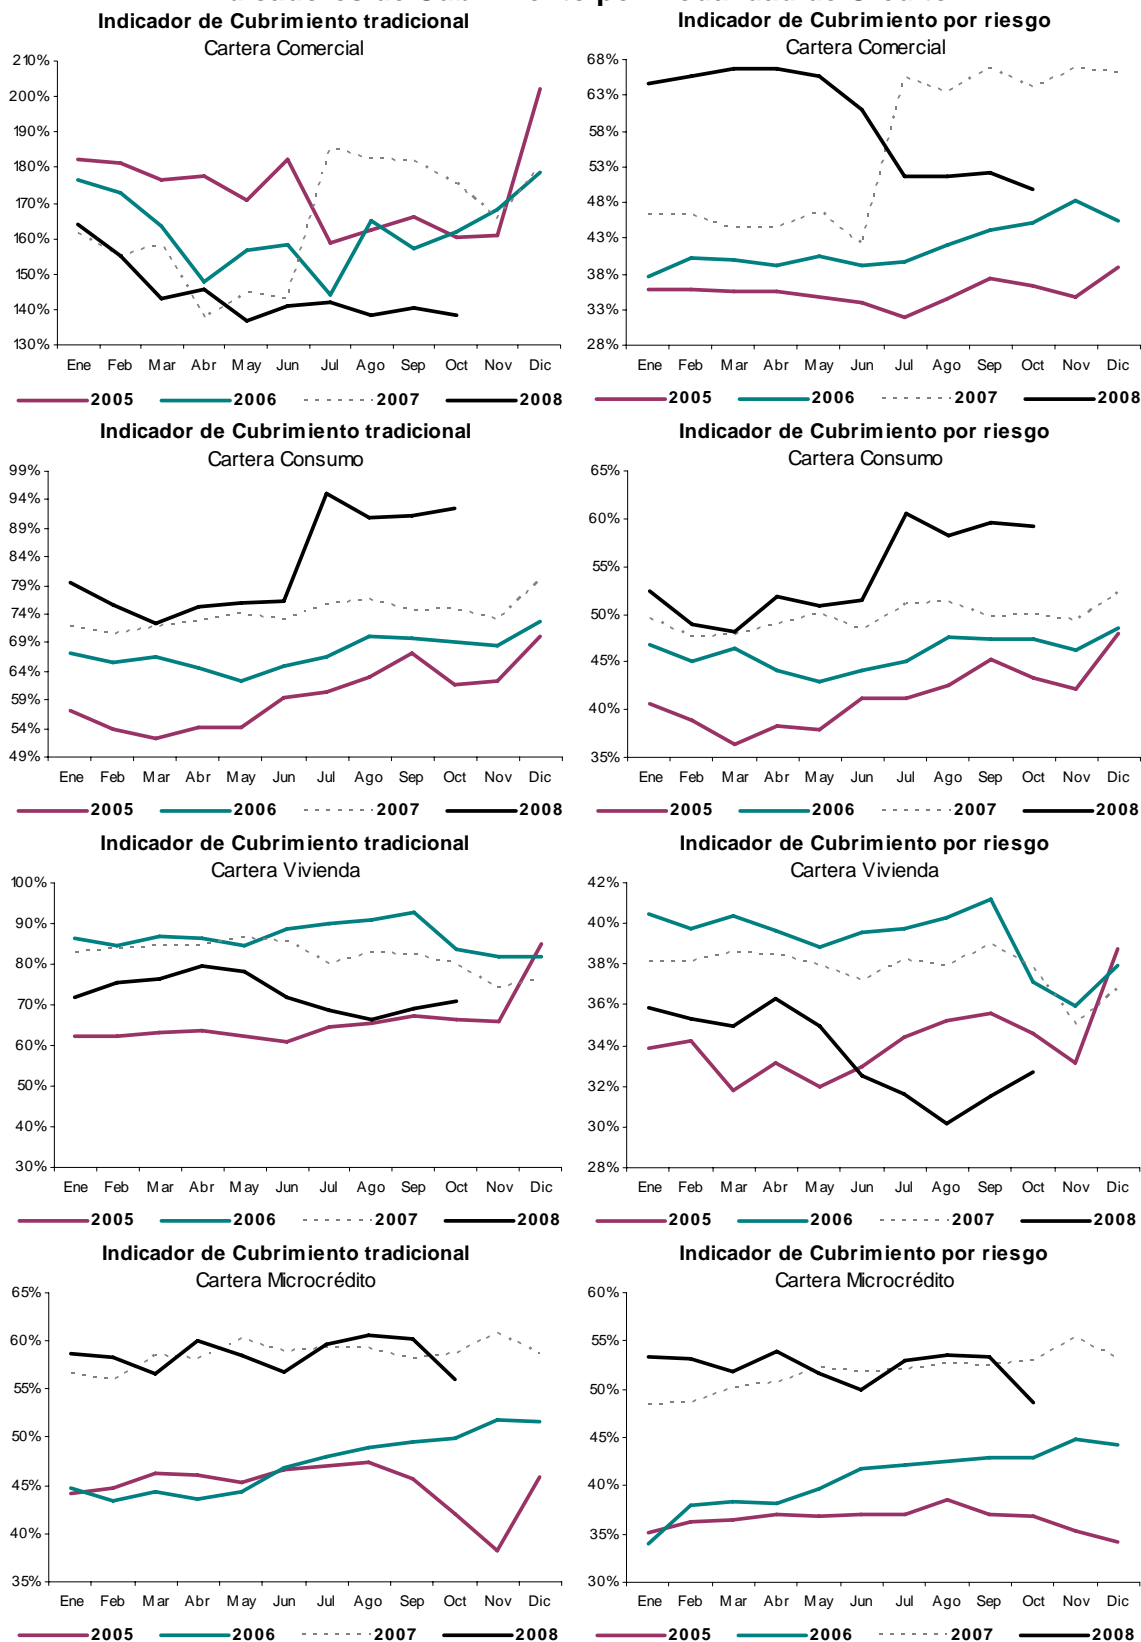 Indicador de Cubrimiento tradicional
Cartera Comercial
210%
200%
190%
180%
170%
160%
150%
140%
130%
Ene Feb Mar Abr May Jun Jul Ago Sep Oct Nov Dic
2005 2006 2007 2008
Indicador de Cubrimiento por riesgo
Cartera Comercial
68%
63%
58%
53%
48%
43%
38%
33%
28%
Ene Feb Mar Abr May Jun Jul Ago Sep Oct Nov Dic
2005 2006 2007 2008
Indicador de Cubrimiento tradicional
Cartera Consumo
99%
94%
89%
84%
79%
74%
69%
64%
59%
54%
49%
Ene Feb Mar Abr May Jun Jul Ago Sep Oct Nov Dic
2005 2006 2007 2008
Indicador de Cubrimiento por riesgo
Cartera Consumo
65%
60%
55%
50%
45%
40%
35%
Ene Feb Mar Abr May Jun Jul Ago Sep Oct Nov Dic
2005 2006 2007 2008
Indicador de Cubrimiento tradicional
Cartera Vivienda
100%
90%
80%
70%
60%
50%
40%
30%
Ene Feb Mar Abr May Jun Jul Ago Sep Oct Nov Dic
2005 2006 2007 2008
Indicador de Cubrimiento por riesgo
Cartera Vivienda
42%
40%
38%
36%
34%
32%
30%
28%
Ene Feb Mar Abr May Jun Jul Ago Sep Oct Nov Dic
2005 2006 2007 2008
Indicador de Cubrimiento tradicional
Cartera Microcrédito
65%
60%
55%
50%
45%
40%
35%
Ene Feb Mar Abr May Jun Jul Ago Sep Oct Nov Dic
2005 2006 2007 2008
Indicador de Cubrimiento por riesgo
Cartera Microcrédito
60%
55%
50%
45%
40%
35%
30%
Ene Feb Mar Abr May Jun Jul Ago Sep Oct Nov Dic
2005 2006 2007 2008